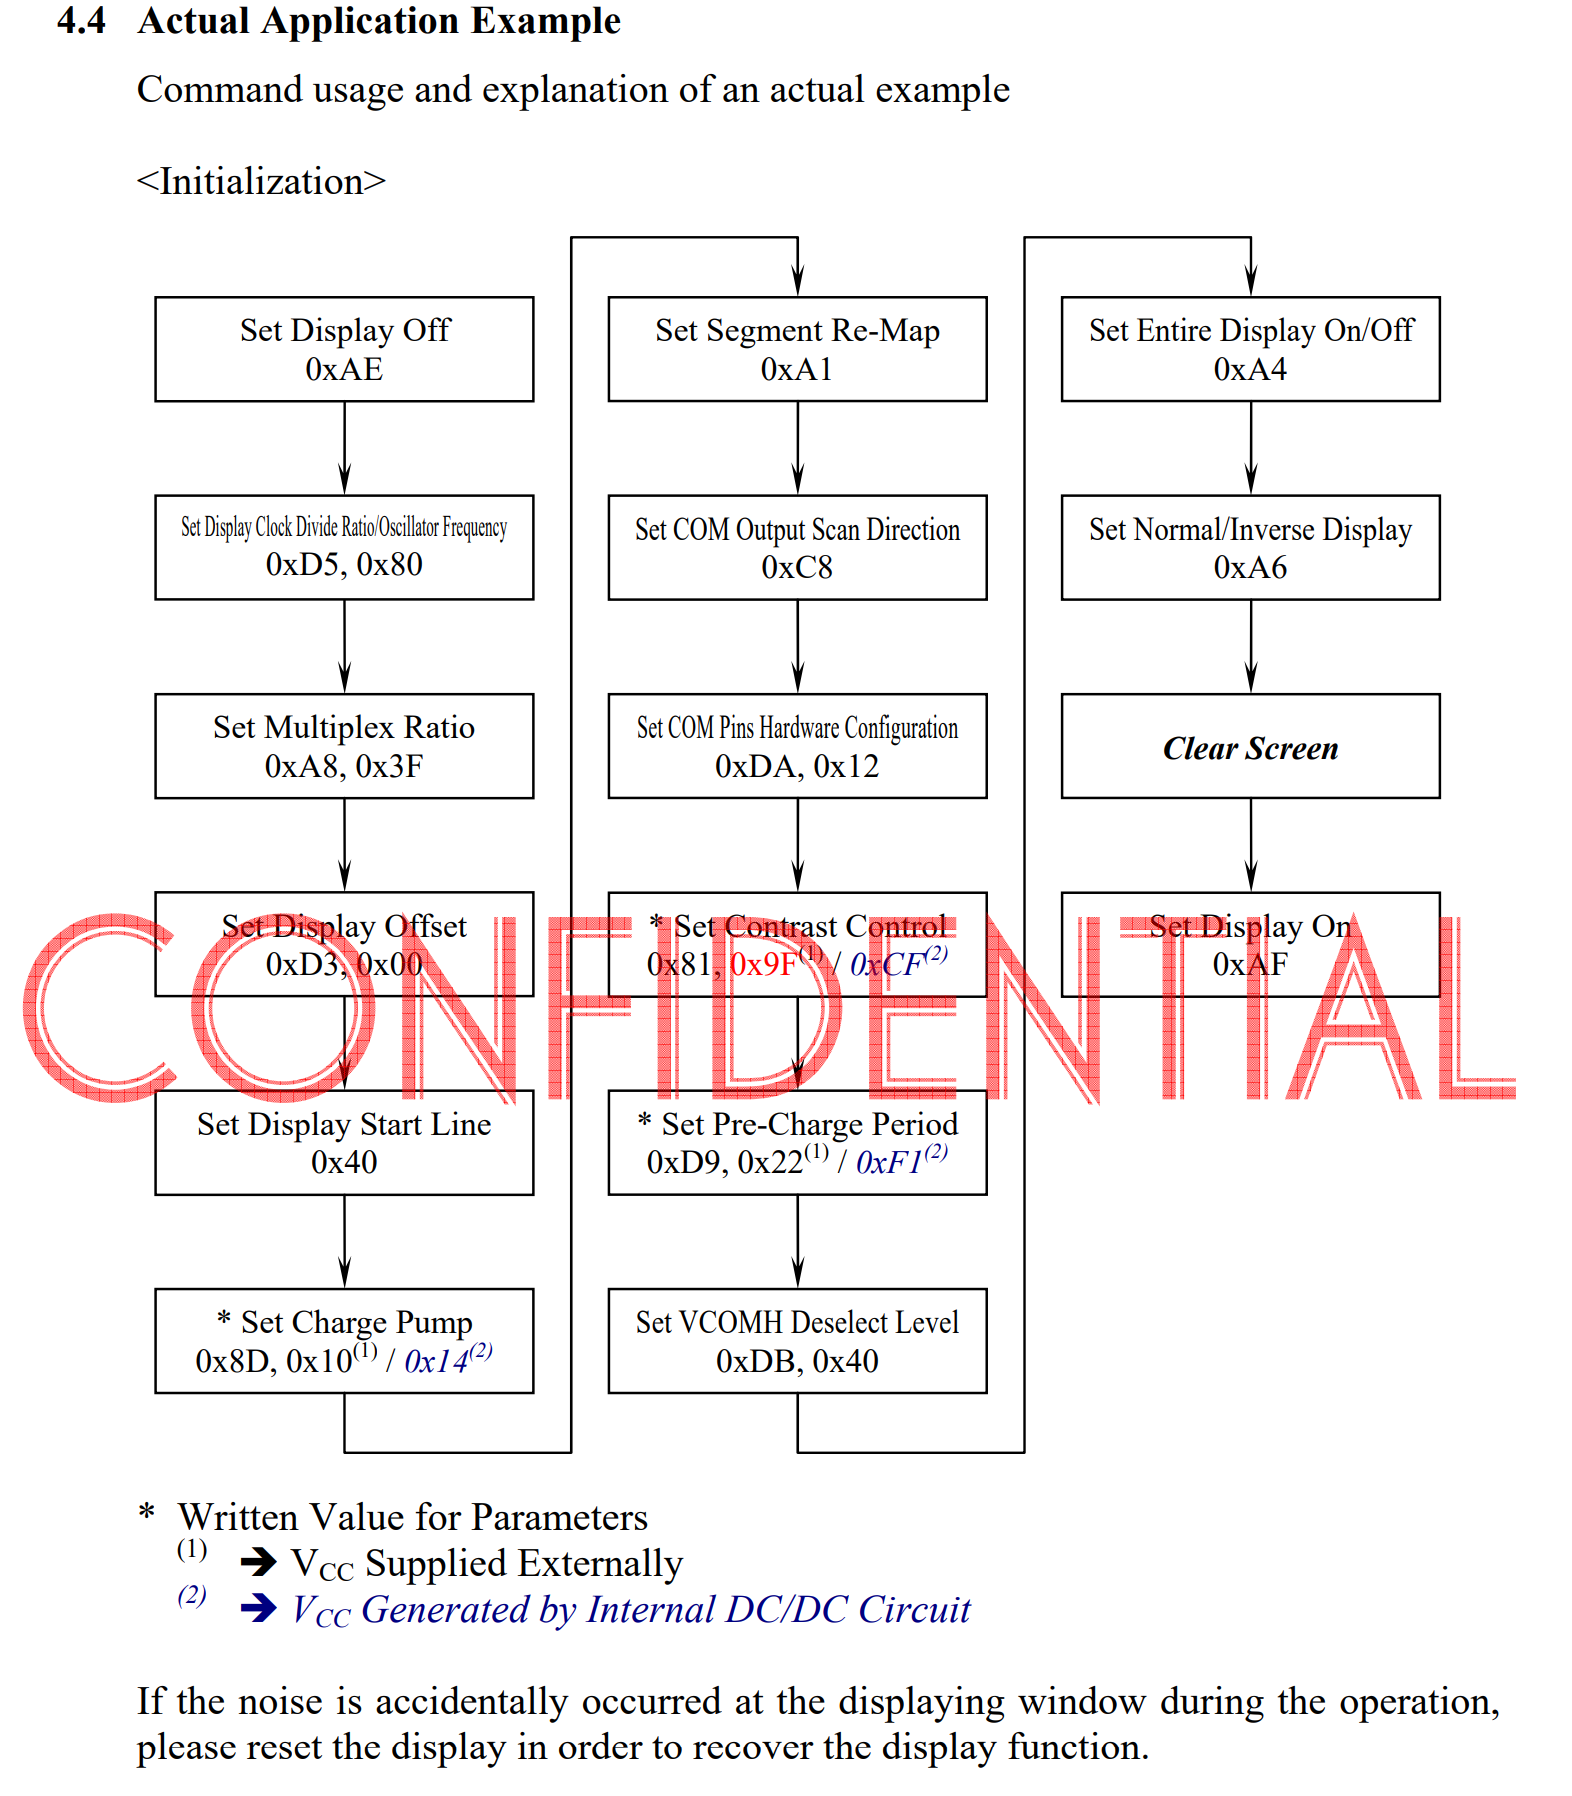 4.4 Actual Application Example
Command usage and explanation of an actual example
<Initialization>
Set Display Off
0xAE
Set Display Clock Divide Ratio/Oscillator Frequency
0xD5, 0x80
Set Multiplex Ratio
0xA8, 0x3F
Set Display Offset
0xD3, 0x00
Set Display Start Line
0x40
* Set Charge Pump
0x8D, 0x10(1) / 0x14(2)
Set Segment Re-Map
0xA1
Set COM Output Scan Direction
0xC8
Set COM Pins Hardware Configuration
0xDA, 0x12
* Set Contrast Control
0x81, 0x9F(1) / 0xCF(2)
* Set Pre-Charge Period
0xD9, 0x22(1) / 0xF1(2)
Set VCOMH Deselect Level
0xDB, 0x40
Set Entire Display On/Off
0xA4
Set Normal/Inverse Display
0xA6
Clear Screen
Set Display On
0xAF
CONFIDENTIAL
* Written Value for Parameters
(1) ➔ VCC Supplied Externally
(2) ➔ VCC Generated by Internal DC/DC Circuit
If the noise is accidentally occurred at the displaying window during the operation,
please reset the display in order to recover the display function.